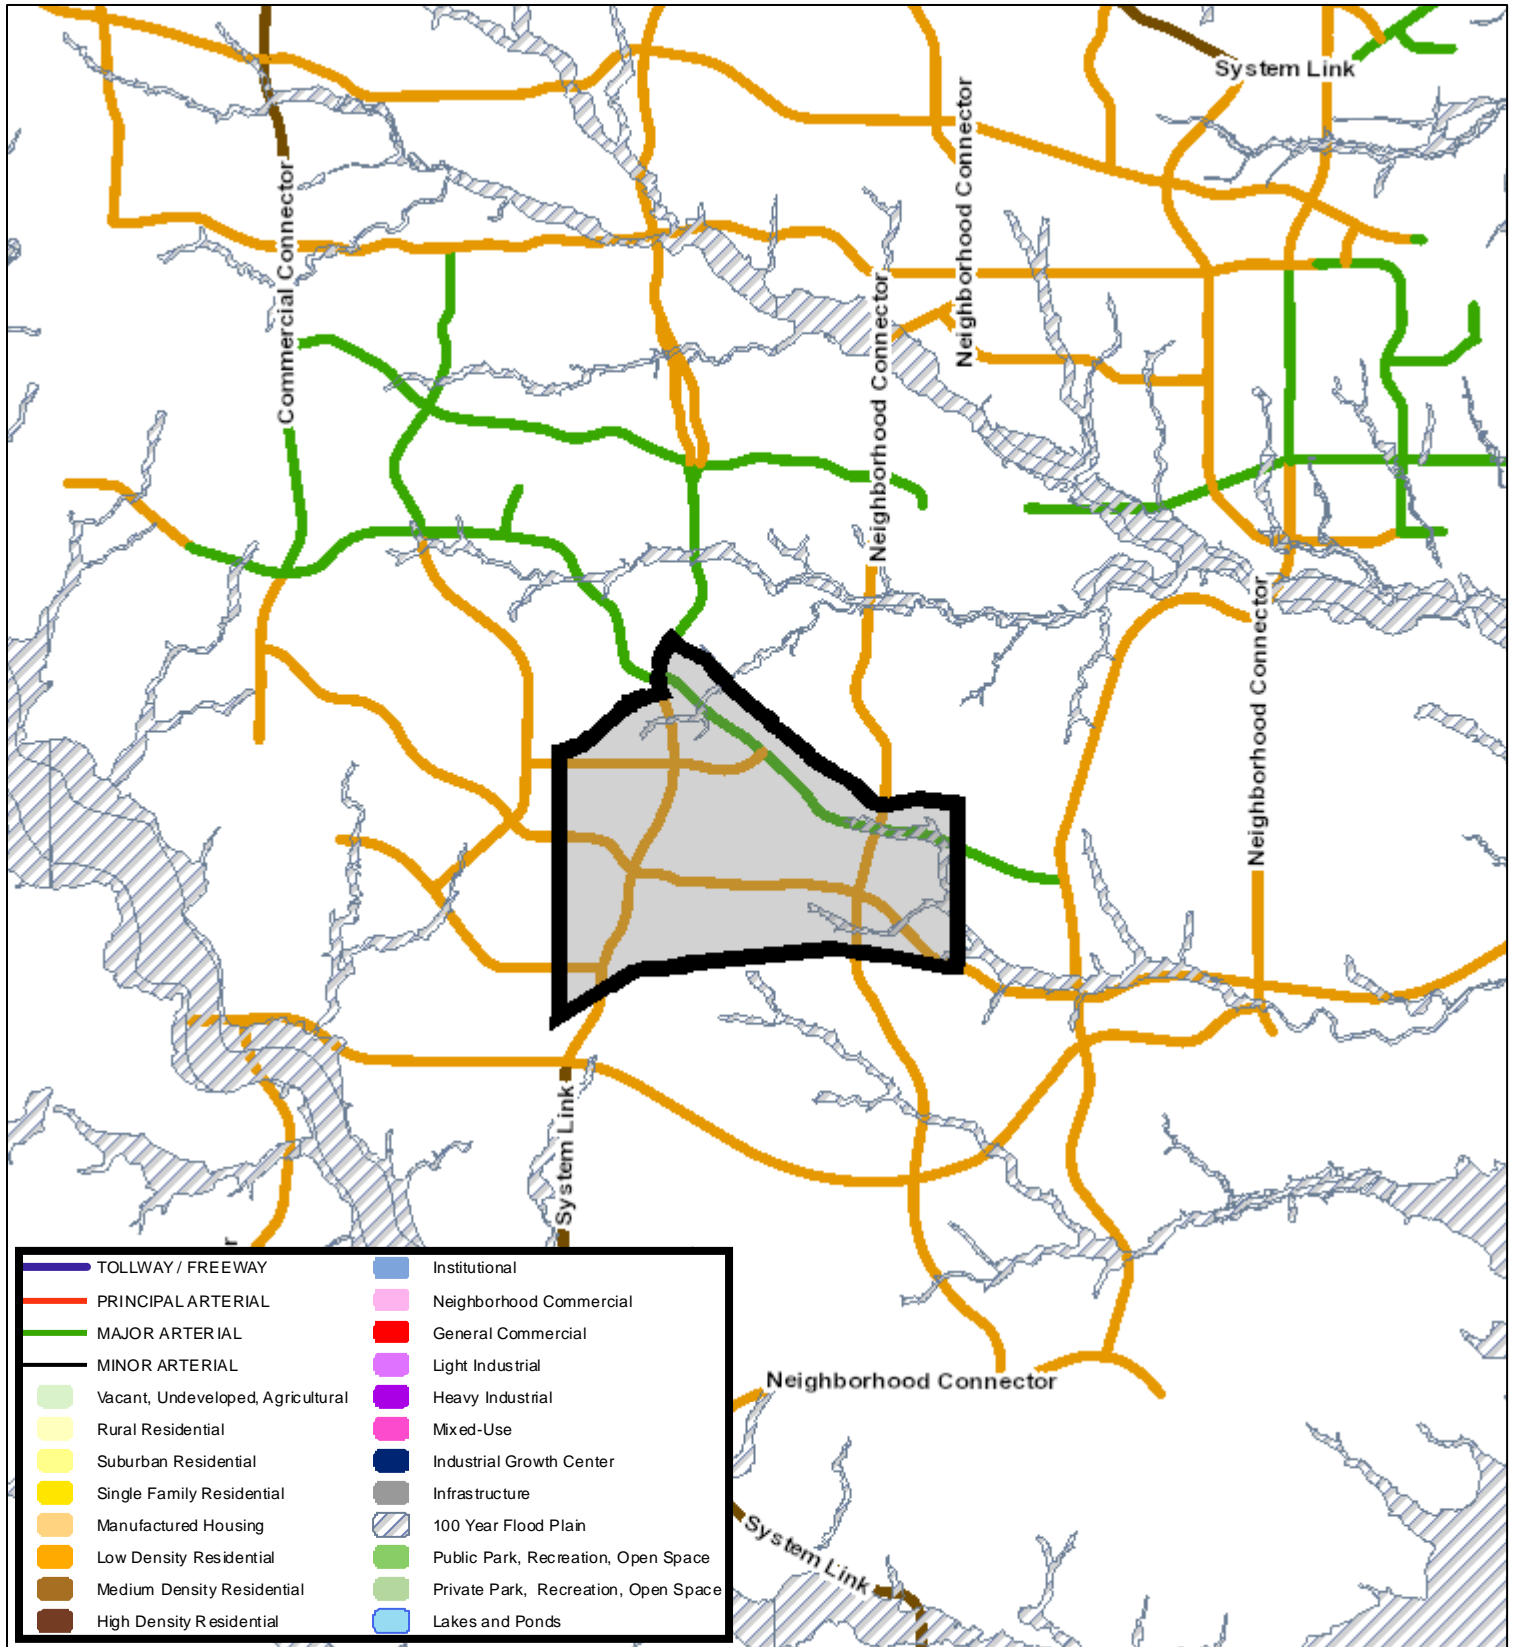 System Link
Neighborhood Connector
Commercial Connector
Neighborhood Connector
Neighborhood Connector
System Link
TOLLWAY / FREEWAY
PRINCIPAL ARTERIAL
MAJOR ARTERIAL
MINOR ARTERIAL
Vacant, Undeveloped, Agricultural
Rural Residential
Suburban Residential
Single Family Residential
Manufactured Housing
Low Density Residential
Medium Density Residential
High Density Residential
Institutional
Neighborhood Commercial
General Commercial
Light Industrial
Heavy Industrial
Mixed-Use
Industrial Growth Center
Infrastructure
100 Year Flood Plain
Public Park, Recreation, Open Space
Private Park, Recreation, Open Space
Lakes and Ponds
Neighborhood Connector
System Link